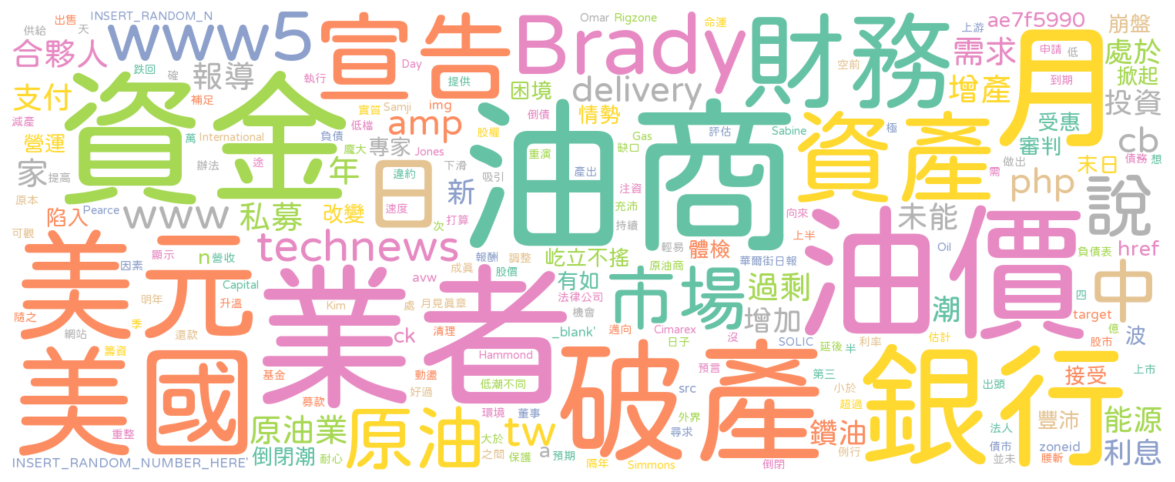 INSERT_RANDOM_N
出售
天
供給
合夥人
www5
跌回
確
報導
補足
支付
減產
資金
宣告
執行
Day
提供
Omar
Rigzone
命運
Brady
財務
上游
ae7f5990
崩盤
需求
申請
低
處於
到期
掀起
空前
月
增產
投資
困境
delivery
情勢
實習
Samji
img
低檔
倒債
amp
股權
營運
萬
International
負債
龐大
專家
Jones
辦法
途
家
提高
年
日
違約
速度
下滑
吸引
新
油商
重演
Gas
缺口
評估
Sabine
產出
注資
極
資產
受惠
審判
cb
末日
債務
想
php
需
做出
說
原本
Pearce
陷入
www
私募
改變
次
打算
充沛
持續
向來
未能
可觀
顯示
n
營收
technews
屹立不搖
輕易
體檢
上半
Oil
href
負債表
因素
美元
Capital
升溫
隨之
明年
業者
報酬
調整
成真
avw
股價
有如
原油商
華爾街日報
法律公司
過剩
油價
潮
四
中
target
億
網站
季
還款
籌資
Kim
處
月見真章
機會
市場
增加
股市
波
估計
清理
ck
邁向
Cimarex
_blank'
日子
沒
SOLIC
延後
半
利率
美國
基金
動盪
Hammond
低潮不同
好過
募款
破產
預言
src
第三
小於
超過
銀行
出頭
上市
接受
重整
原油業
原油
環境
董事
tw
外界
尋求
鑽油
法人
豐沛
能源
INSERT_RANDOM_NUMBER_HERE'
倒閉潮
耐心
大於
之間
保護
a
預期
隔年
Simmons
倒閉
例行
債市
並未
zoneid
腰斬
利息